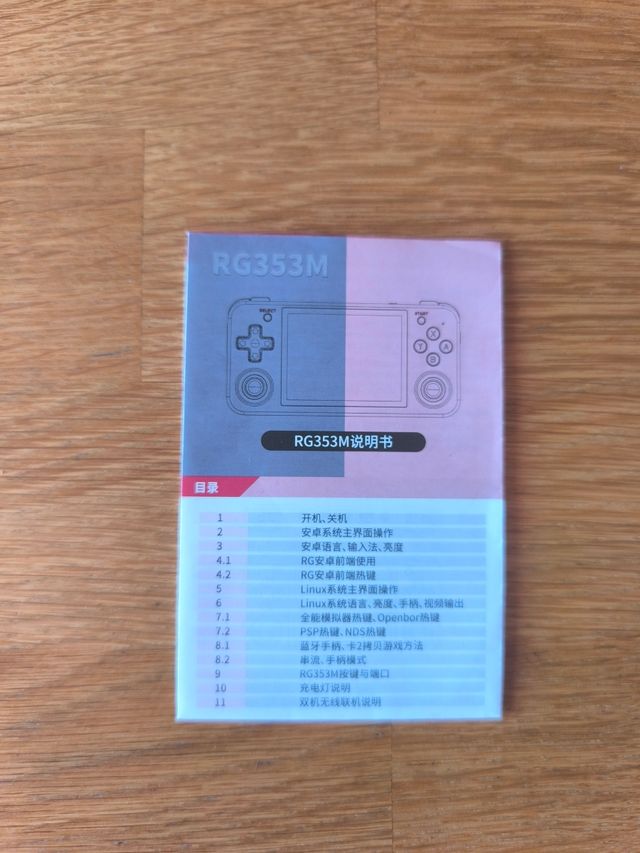 RG353M
SELECT
START
X
Y
A
B
RG353M说明书
目录
1 开机、关机
2 安卓系统主界面操作
3 安卓语言、输入法、亮度
4.1 RG安卓前端使用
4.2 RG安卓前端热键
5 Linux系统主界面操作
6 Linux系统语言、亮度、手柄、视频输出
7.1 全能模拟器热键、Openbor热键
7.2 PSP热键、NDS热键
8.1 蓝牙手柄、卡2拷贝游戏方法
8.2 串流、手柄模式
9 RG353M按键与端口
10 充电灯说明
11 双机无线联机说明